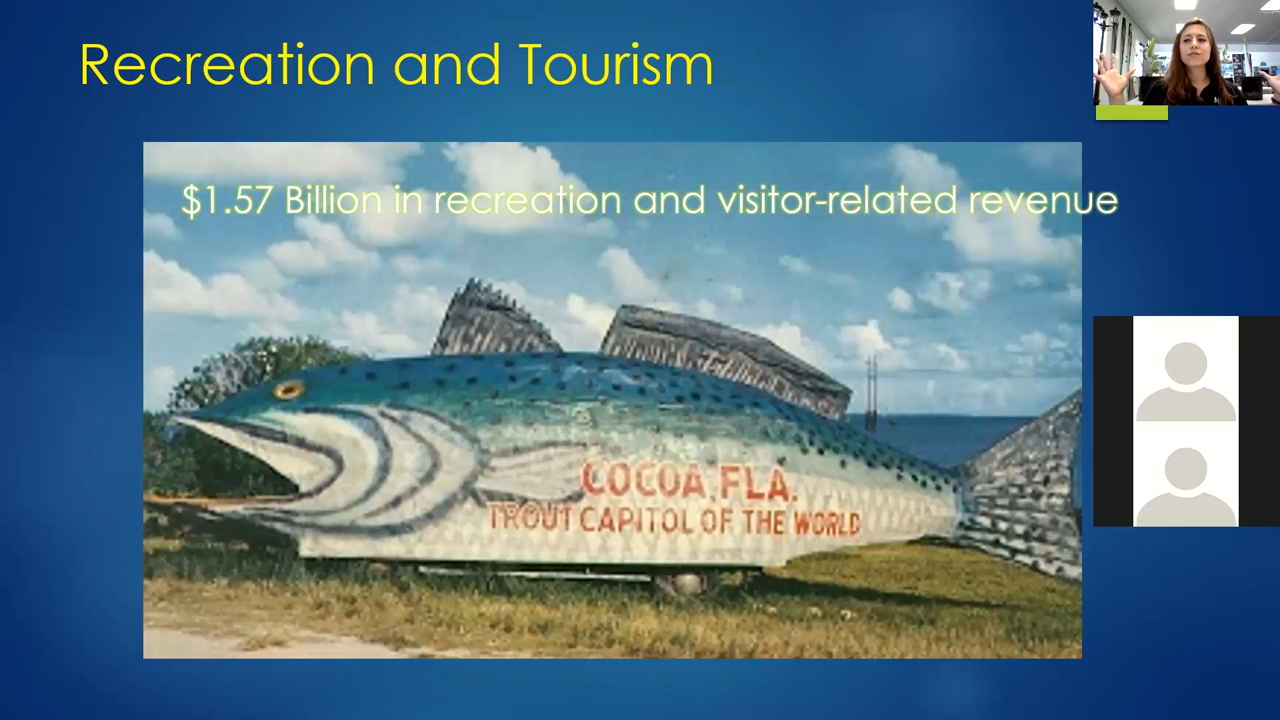 Recreation and Tourism
$1.57 Billion in recreation and visitor-related revenue
COCOA, FLA.
TROUT CAPITOL OF THE WORLD